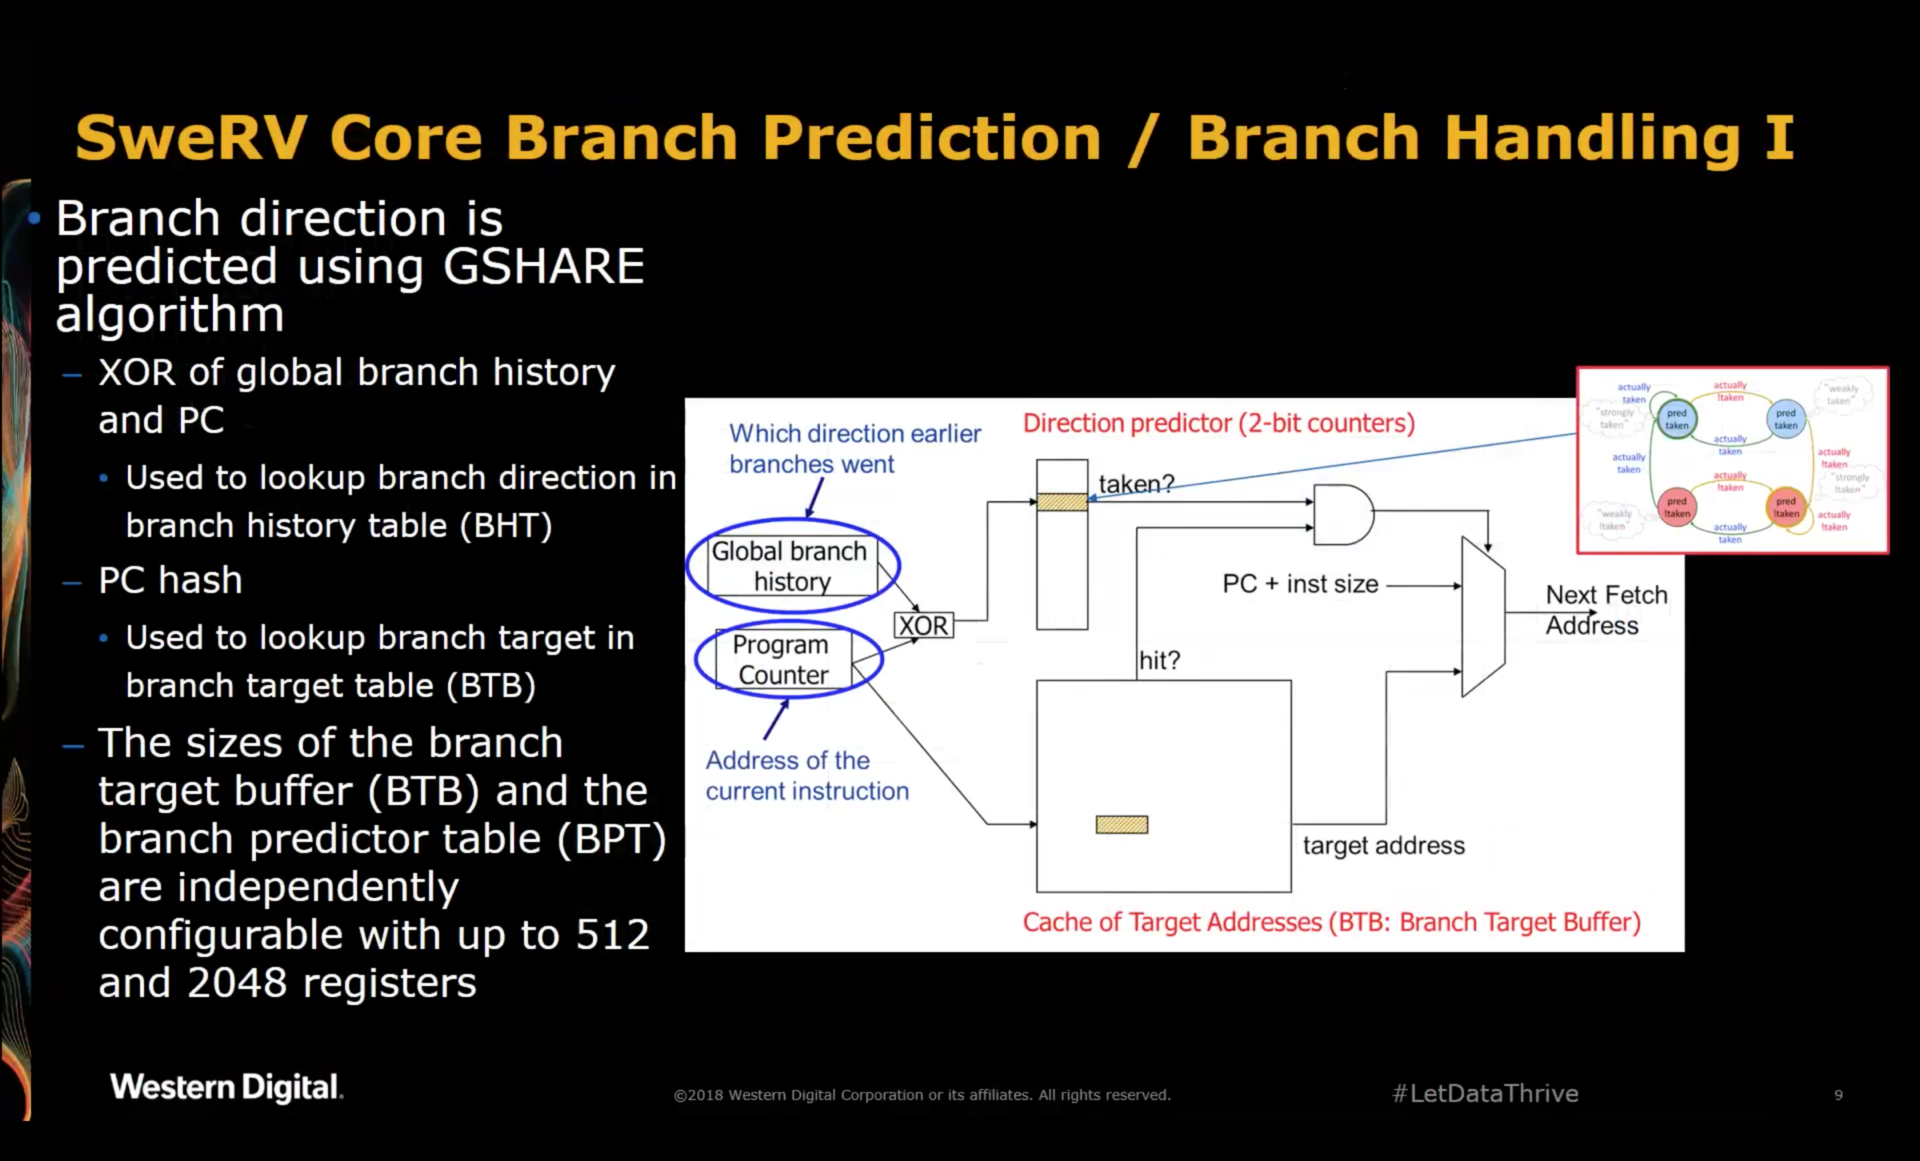 SweRV Core Branch Prediction / Branch Handling I
• Branch direction is
predicted using GSHARE
algorithm
– XOR of global branch history
and PC
• Used to lookup branch direction in
branch history table (BHT)
– PC hash
• Used to lookup branch target in
branch target table (BTB)
– The sizes of the branch
target buffer (BTB) and the
branch predictor table (BPT)
are independently
configurable with up to 512
and 2048 registers
Which direction earlier
branches went
Direction predictor (2-bit counters)
taken?
Global branch
history
XOR
Program
Counter
Address of the
current instruction
hit?
PC + inst size
Next Fetch
Address
target address
Cache of Target Addresses (BTB: Branch Target Buffer)
actually
taken
actually
!taken
"strongly
taken"
"weakly
taken"
pred
taken
pred
taken
actually
taken
actually
taken
actually
!taken
actually
!taken
"strongly
!taken"
"weakly
!taken"
pred
!taken
pred
!taken
actually
taken
actually
!taken
Western Digital.
©2018 Western Digital Corporation or its affiliates. All rights reserved.
#LetDataThrive
9